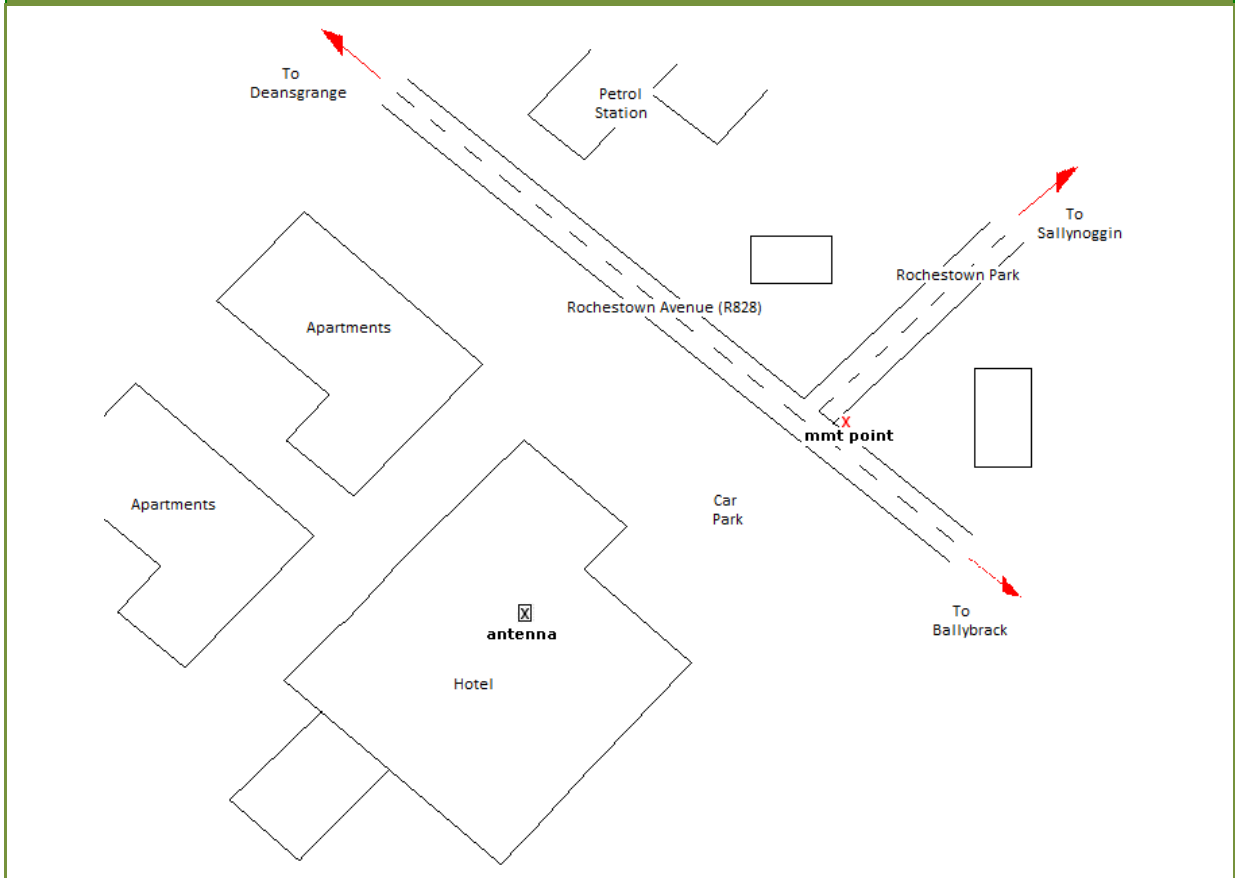 To
Deansgrange
Petrol
Station
To
Sallynoggin
Rochestown Park
Rochestown Avenue (R828)
Apartments
X
mmt point
Apartments
Car
Park
X
antenna
To
Ballybrack
Hotel